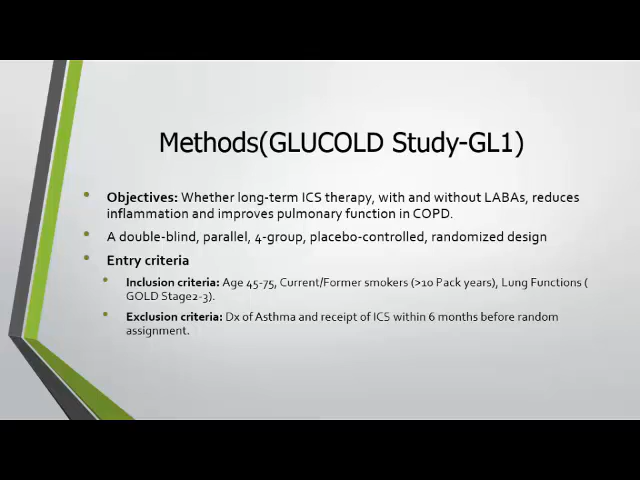 Methods(GLUCOLD Study-GL1)
• Objectives: Whether long-term ICS therapy, with and without LABAs, reduces
inflammation and improves pulmonary function in COPD.
• A double-blind, parallel, 4-group, placebo-controlled, randomized design
• Entry criteria
• Inclusion criteria: Age 45-75, Current/Former smokers (>10 Pack years), Lung Functions (
GOLD Stage2-3).
• Exclusion criteria: Dx of Asthma and receipt of ICS within 6 months before random
assignment.